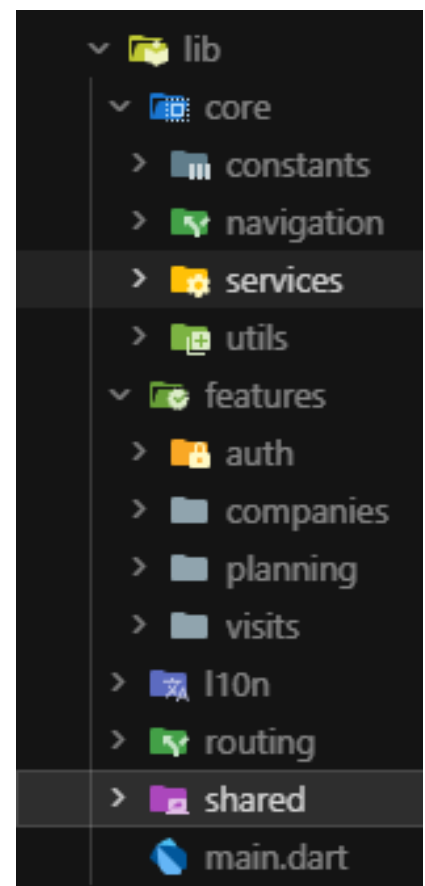 lib
core
constants
navigation
services
utils
features
auth
companies
planning
visits
l10n
routing
shared
main.dart